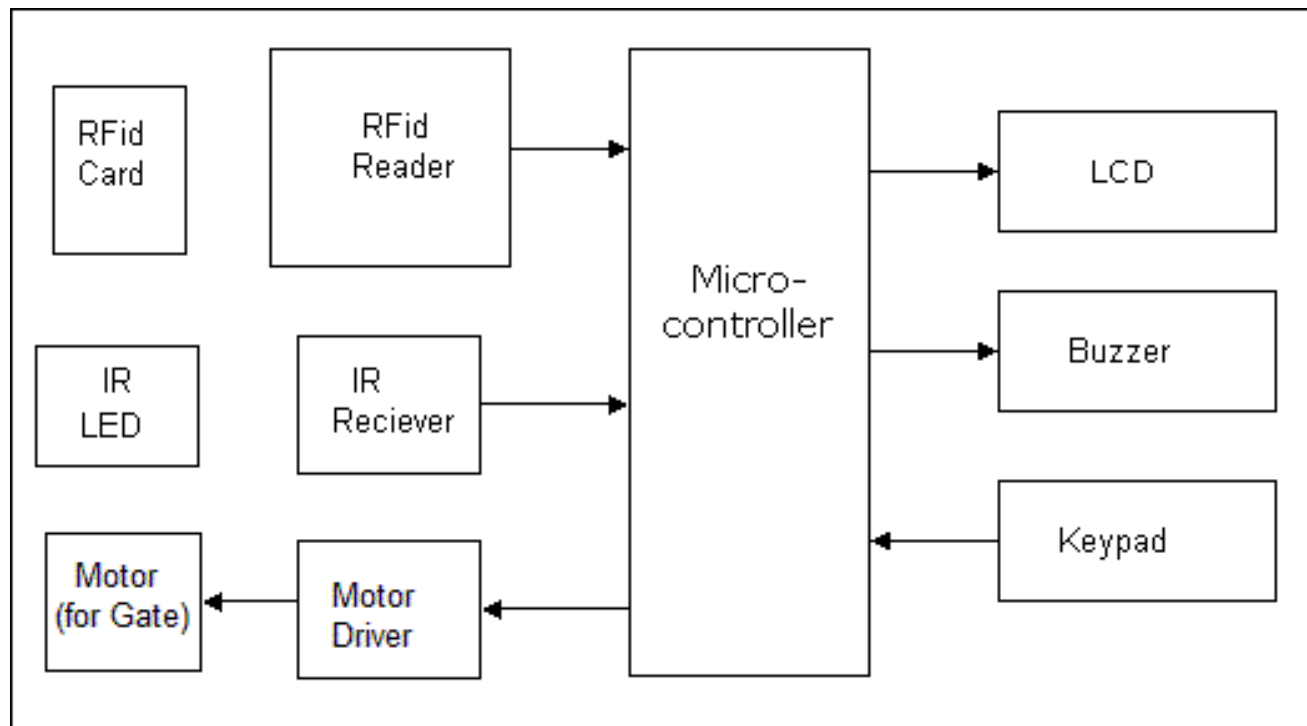 RFid
Card
RFid
Reader
Micro-
controller
LCD
Buzzer
Keypad
IR
LED
IR
Reciever
Motor
(for Gate)
Motor
Driver